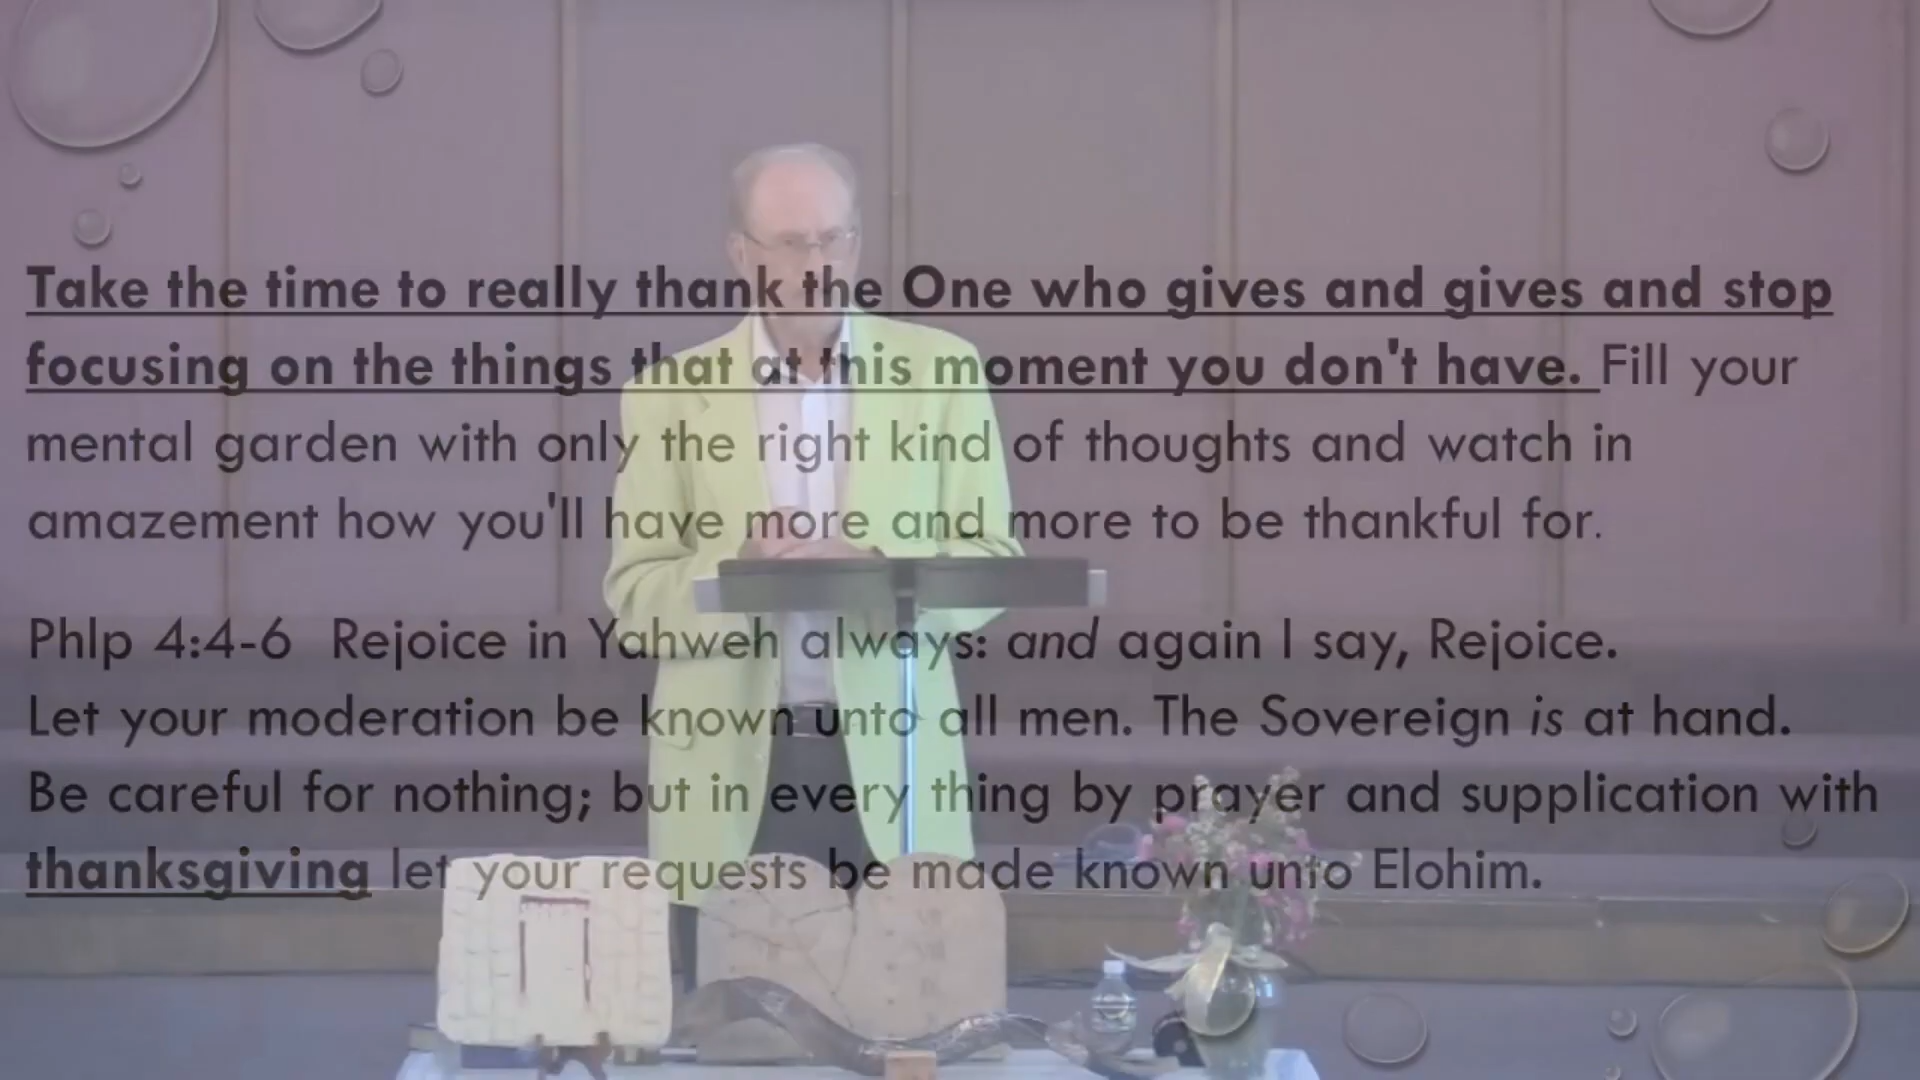 Take the time to really thank the One who gives and gives and stop
focusing on the things that at this moment you don't have. Fill your
mental garden with only the right kind of thoughts and watch in
amazement how you'll have more and more to be thankful for.
Phlp 4:4-6 Rejoice in Yahweh always: and again I say, Rejoice.
Let your moderation be known unto all men. The Sovereign is at hand.
Be careful for nothing; but in every thing by prayer and supplication with
thanksgiving let your requests be made known unto Elohim.